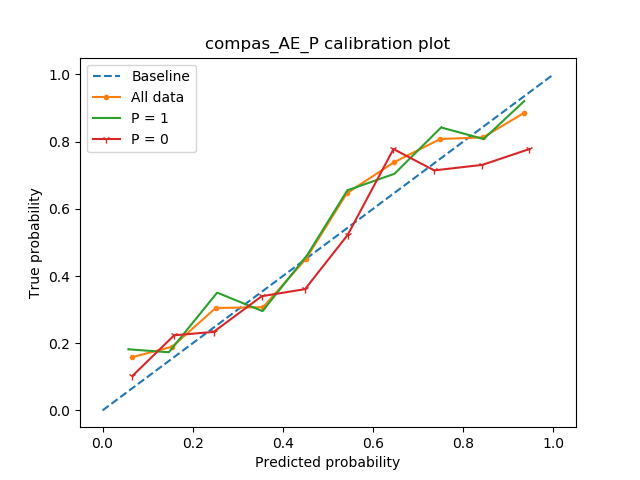 compas_AE_P calibration plot
Baseline
All data
P = 1
P = 0
True probability
1.0
0.8
0.6
0.4
0.2
0.0
0.0 0.2 0.4 0.6 0.8 1.0
Predicted probability